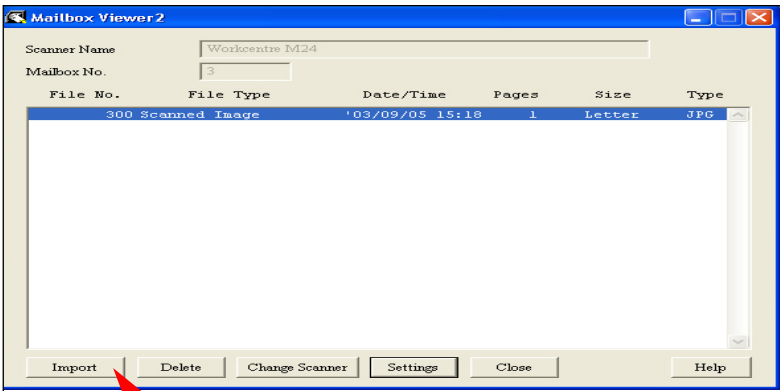 Mailbox Viewer2
Scanner Name Workcentre M24
Mailbox No. 3
File No. File Type Date/Time Pages Size Type
300 Scanned Image '03/09/05 15:18 1 Letter JPG
Import Delete Change Scanner Settings Close Help